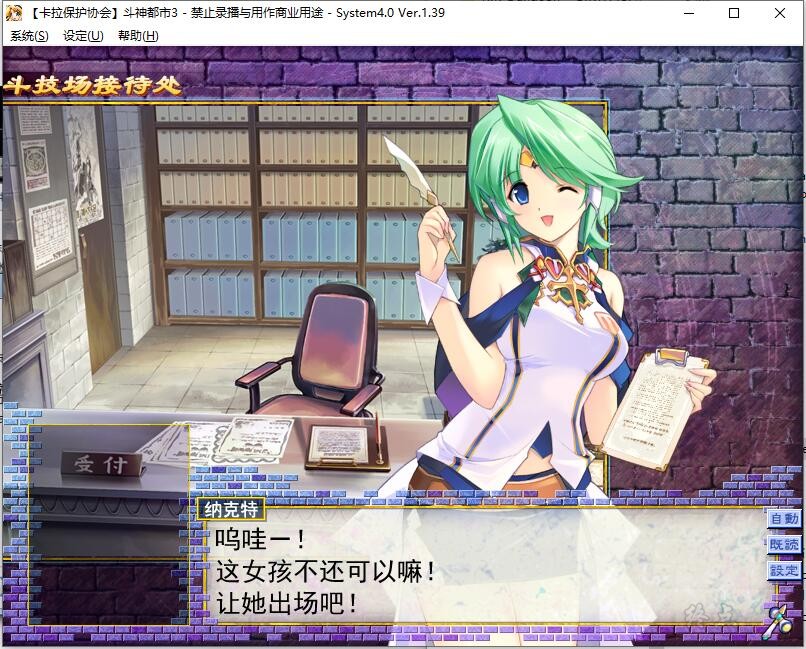 【卡拉保护协会】斗神都市3 - 禁止录播与用作商业用途 - System4.0 Ver.1.39
系统(S) 设定(U) 帮助(H)
斗技场接待处
受付
纳克特
呜哇ー！
这女孩不还可以嘛！
让她出场吧！
自動
既読
設定